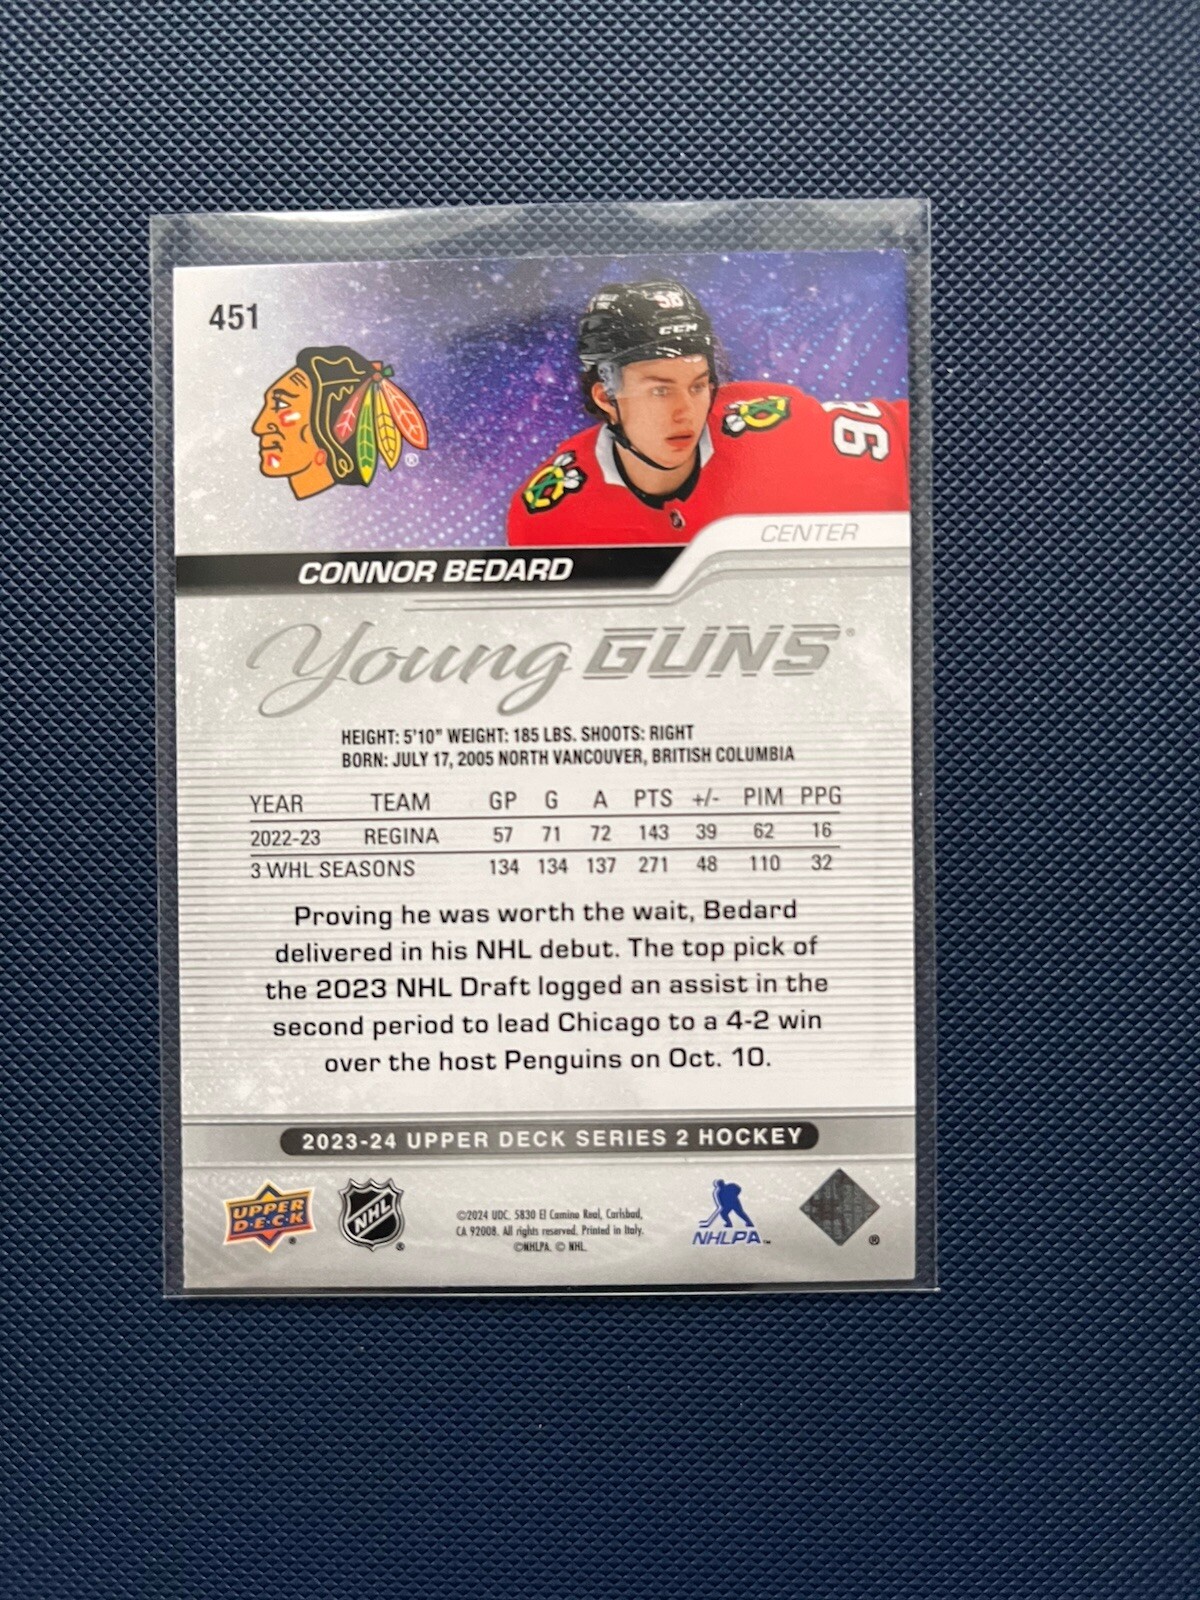 451
98
CCM
98
®
CENTER
CONNOR BEDARD
Young GUNS®
HEIGHT: 5'10" WEIGHT: 185 LBS. SHOOTS: RIGHT
BORN: JULY 17, 2005 NORTH VANCOUVER, BRITISH COLUMBIA
YEAR TEAM GP G A PTS +/- PIM PPG
2022-23 REGINA 57 71 72 143 39 62 16
3 WHL SEASONS 134 134 137 271 48 110 32
Proving he was worth the wait, Bedard
delivered in his NHL debut. The top pick of
the 2023 NHL Draft logged an assist in the
second period to lead Chicago to a 4-2 win
over the host Penguins on Oct. 10.
2023-24 UPPER DECK SERIES 2 HOCKEY
UPPER
D·E·C·K ®
NHL ®
©2024 UDC. 5830 El Camino Real, Carlsbad,
CA 92008. All rights reserved. Printed in Italy.
©NHLPA. © NHL.
NHLPA™
®